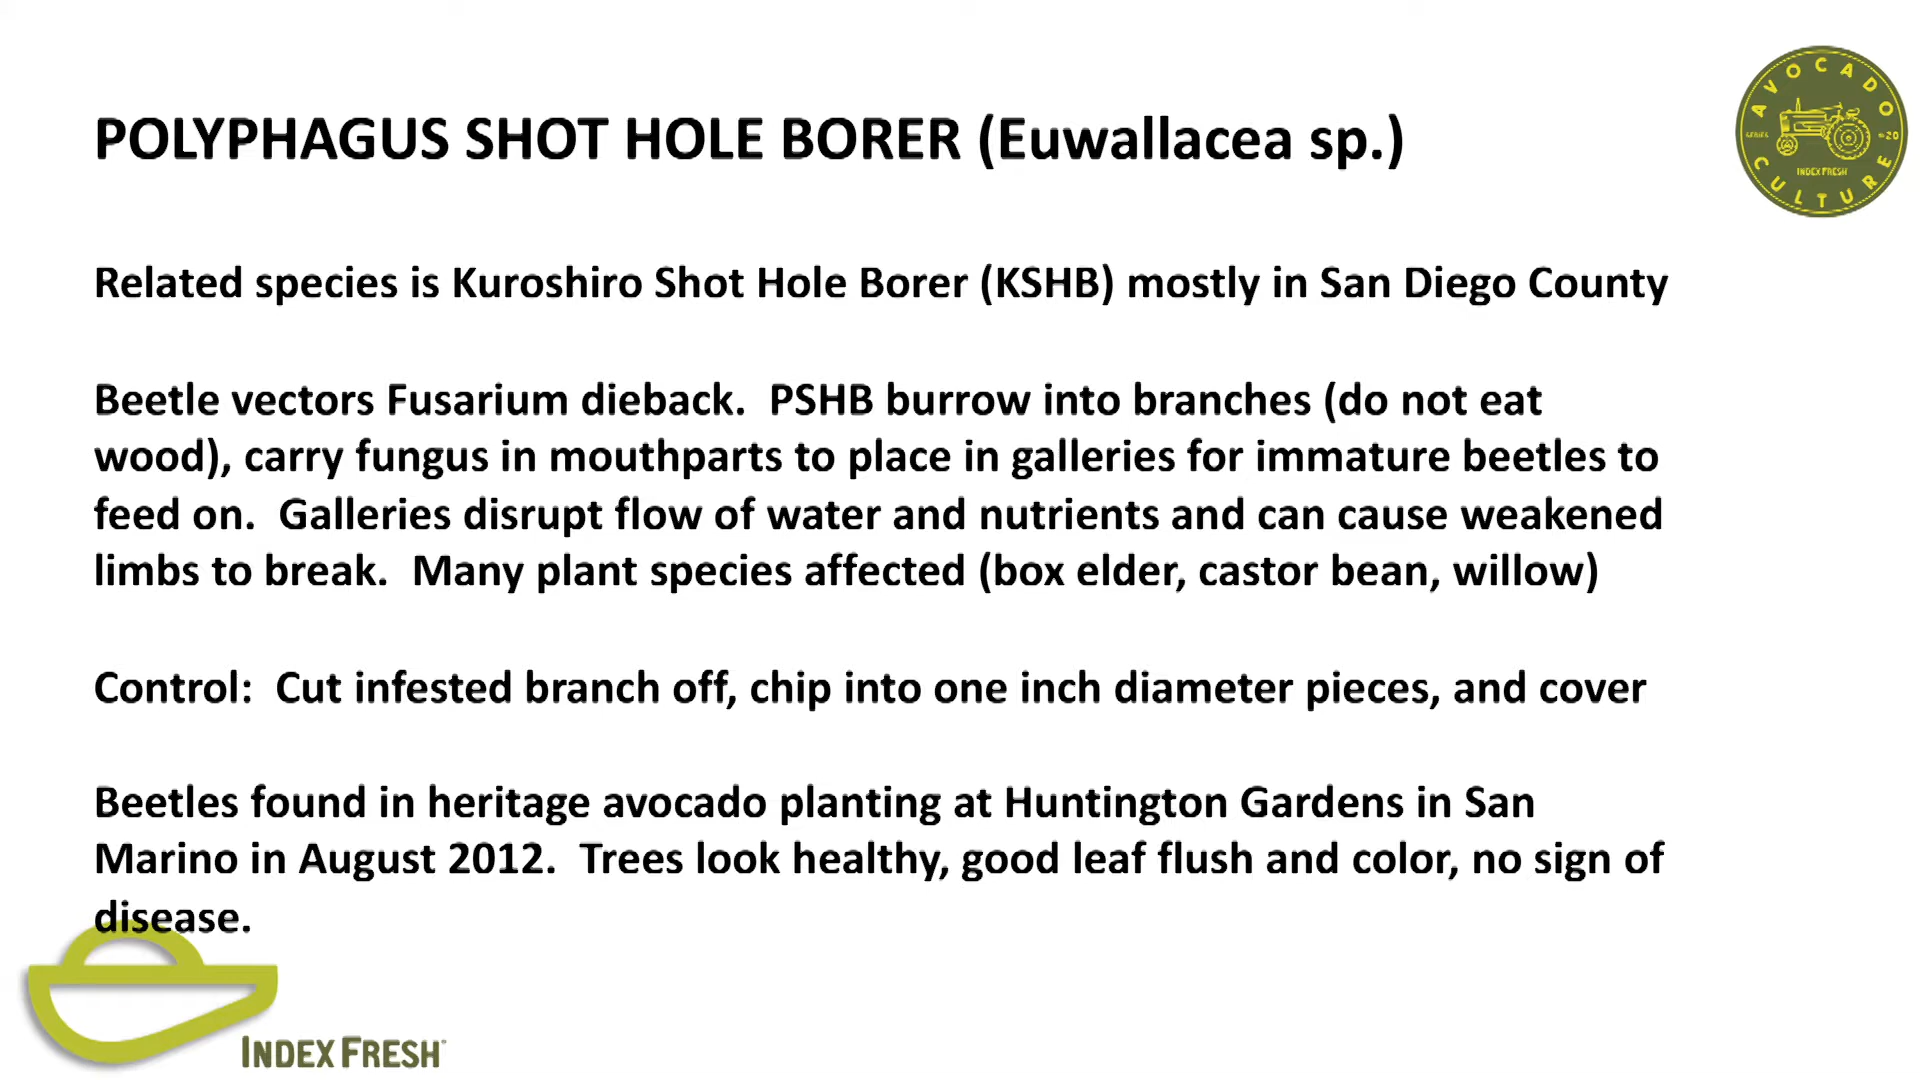 POLYPHAGUS SHOT HOLE BORER (Euwallacea sp.)
AVOCADO
SERIES
=20
INDEX FRESH
CULTURE
Related species is Kuroshiro Shot Hole Borer (KSHB) mostly in San Diego County
Beetle vectors Fusarium dieback.  PSHB burrow into branches (do not eat
wood), carry fungus in mouthparts to place in galleries for immature beetles to
feed on.  Galleries disrupt flow of water and nutrients and can cause weakened
limbs to break.  Many plant species affected (box elder, castor bean, willow)
Control:  Cut infested branch off, chip into one inch diameter pieces, and cover
Beetles found in heritage avocado planting at Huntington Gardens in San
Marino in August 2012.  Trees look healthy, good leaf flush and color, no sign of
disease.
INDEX FRESH